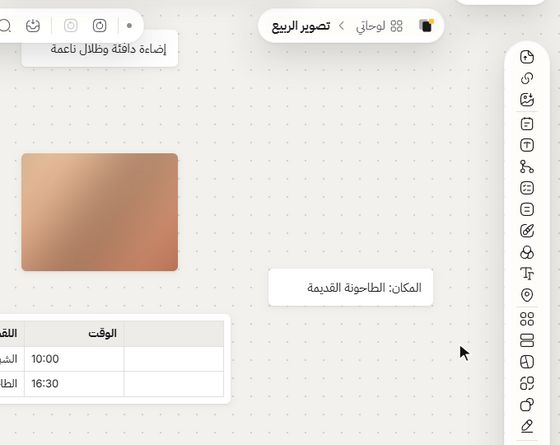 لوحاتي
تصوير الربيع
إضاءة دافئة وظلال ناعمة
المكان: الطاحونة القديمة
الوقت
10:00
16:30